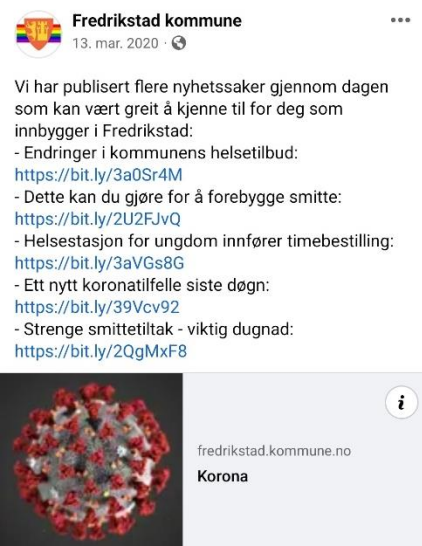 Fredrikstad kommune
13. mar. 2020 ·
Vi har publisert flere nyhetssaker gjennom dagen
som kan vært greit å kjenne til for deg som
innbygger i Fredrikstad:
- Endringer i kommunens helsetilbud:
https://bit.ly/3a0Sr4M
- Dette kan du gjøre for å forebygge smitte:
https://bit.ly/2U2FJvQ
- Helsestasjon for ungdom innfører timebestilling:
https://bit.ly/3aVGs8G
- Ett nytt koronatilfelle siste døgn:
https://bit.ly/39Vcv92
- Strenge smittetiltak - viktig dugnad:
https://bit.ly/2QgMxF8
fredrikstad.kommune.no
Korona